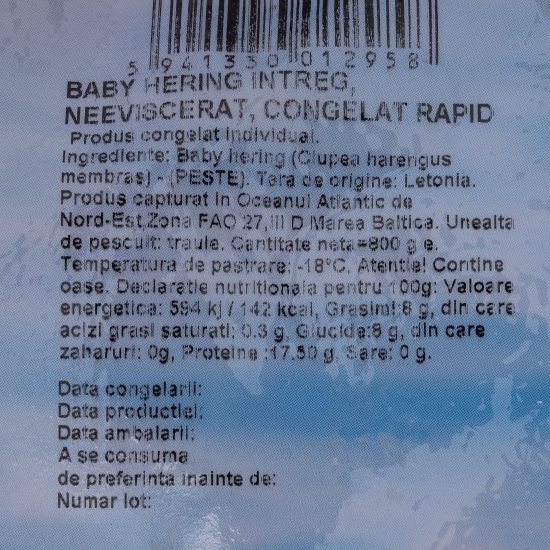 5 941330 012958
BABY HERING INTREG,
NEEVISCERAT, CONGELAT RAPID
Produs congelat individual.
Ingrediente: Baby hering (Clupea harengus
membras) - (PESTE). Tara de origine: Letonia.
Produs capturat in Oceanul Atlantic de
Nord-Est,Zona FAO 27,III D Marea Baltica. Unealta
de pescuit: traule. Cantitate neta=800 g e.
Temperatura de pastrare: -18°C. Atentie! Contine
oase. Declaratie nutritionala pentru 100g: Valoare
energetica: 594 kj / 142 kcal, Grasimi:8 g, din care
acizi grasi saturati: 0.3 g, Glucide:8 g, din care
zaharuri: 0g, Proteine :17.50 g, Sare: 0 g.
Data congelarii:
Data productiei:
Data ambalarii:
A se consuma
de preferinta inainte de:
Numar lot: